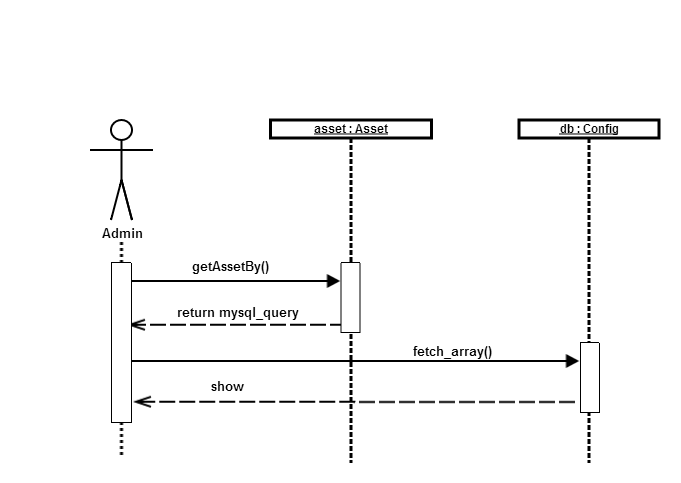 asset : Asset
db : Config
Admin
getAssetBy()
return mysql_query
fetch_array()
show